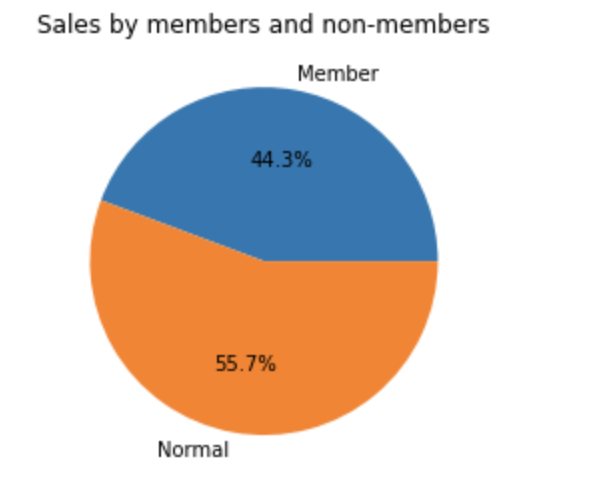 Sales by members and non-members
Member
44.3%
55.7%
Normal